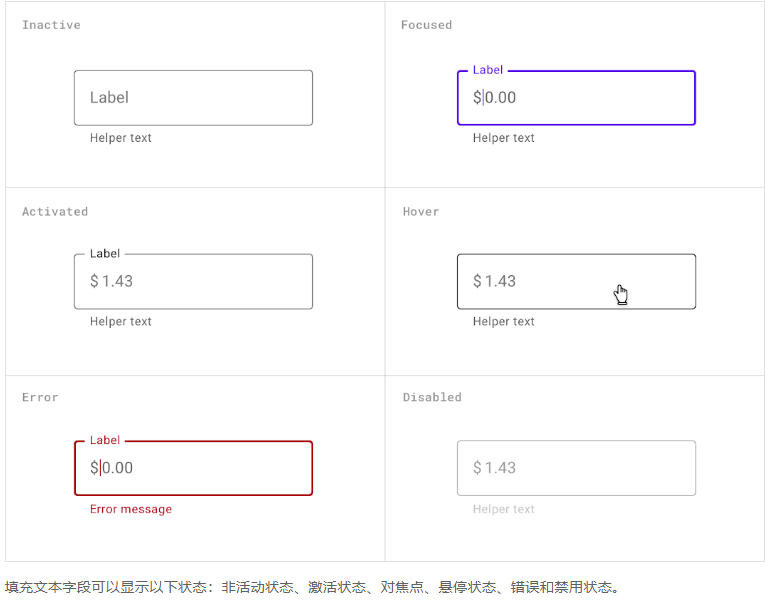 Inactive
Focused
Label
Label
$0.00
Helper text
Helper text
Activated
Hover
Label
$ 1.43
$ 1.43
Helper text
Helper text
Error
Disabled
Label
$0.00
$ 1.43
Error message
Helper text
填充文本字段可以显示以下状态：非活动状态、激活状态、对焦点、悬停状态、错误和禁用状态。